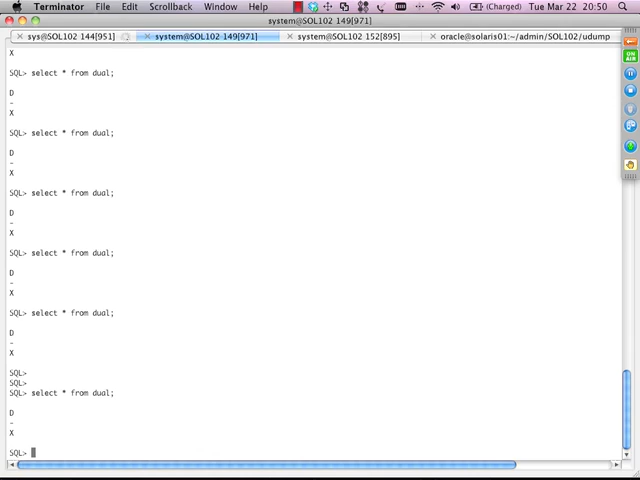 Terminator File Edit Scrollback Window Help (Charged) Tue Mar 22 20:50
system@SOL102 149[971]
sys@SOL102 144[951] system@SOL102 149[971] system@SOL102 152[895] oracle@solaris01:~/admin/SOL102/udump
ON AIR
X
SQL> select * from dual;
D
-
X
SQL> select * from dual;
D
-
X
SQL> select * from dual;
D
-
X
SQL> select * from dual;
D
-
X
SQL> select * from dual;
D
-
X
SQL>
SQL>
SQL> select * from dual;
D
-
X
SQL>